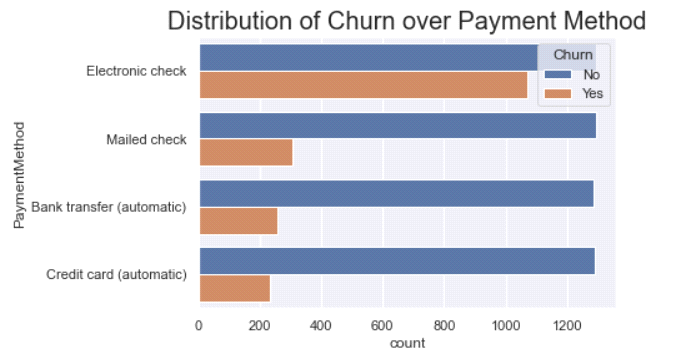 Distribution of Churn over Payment Method
Churn
No
Yes
PaymentMethod
Electronic check
Mailed check
Bank transfer (automatic)
Credit card (automatic)
0 200 400 600 800 1000 1200
count